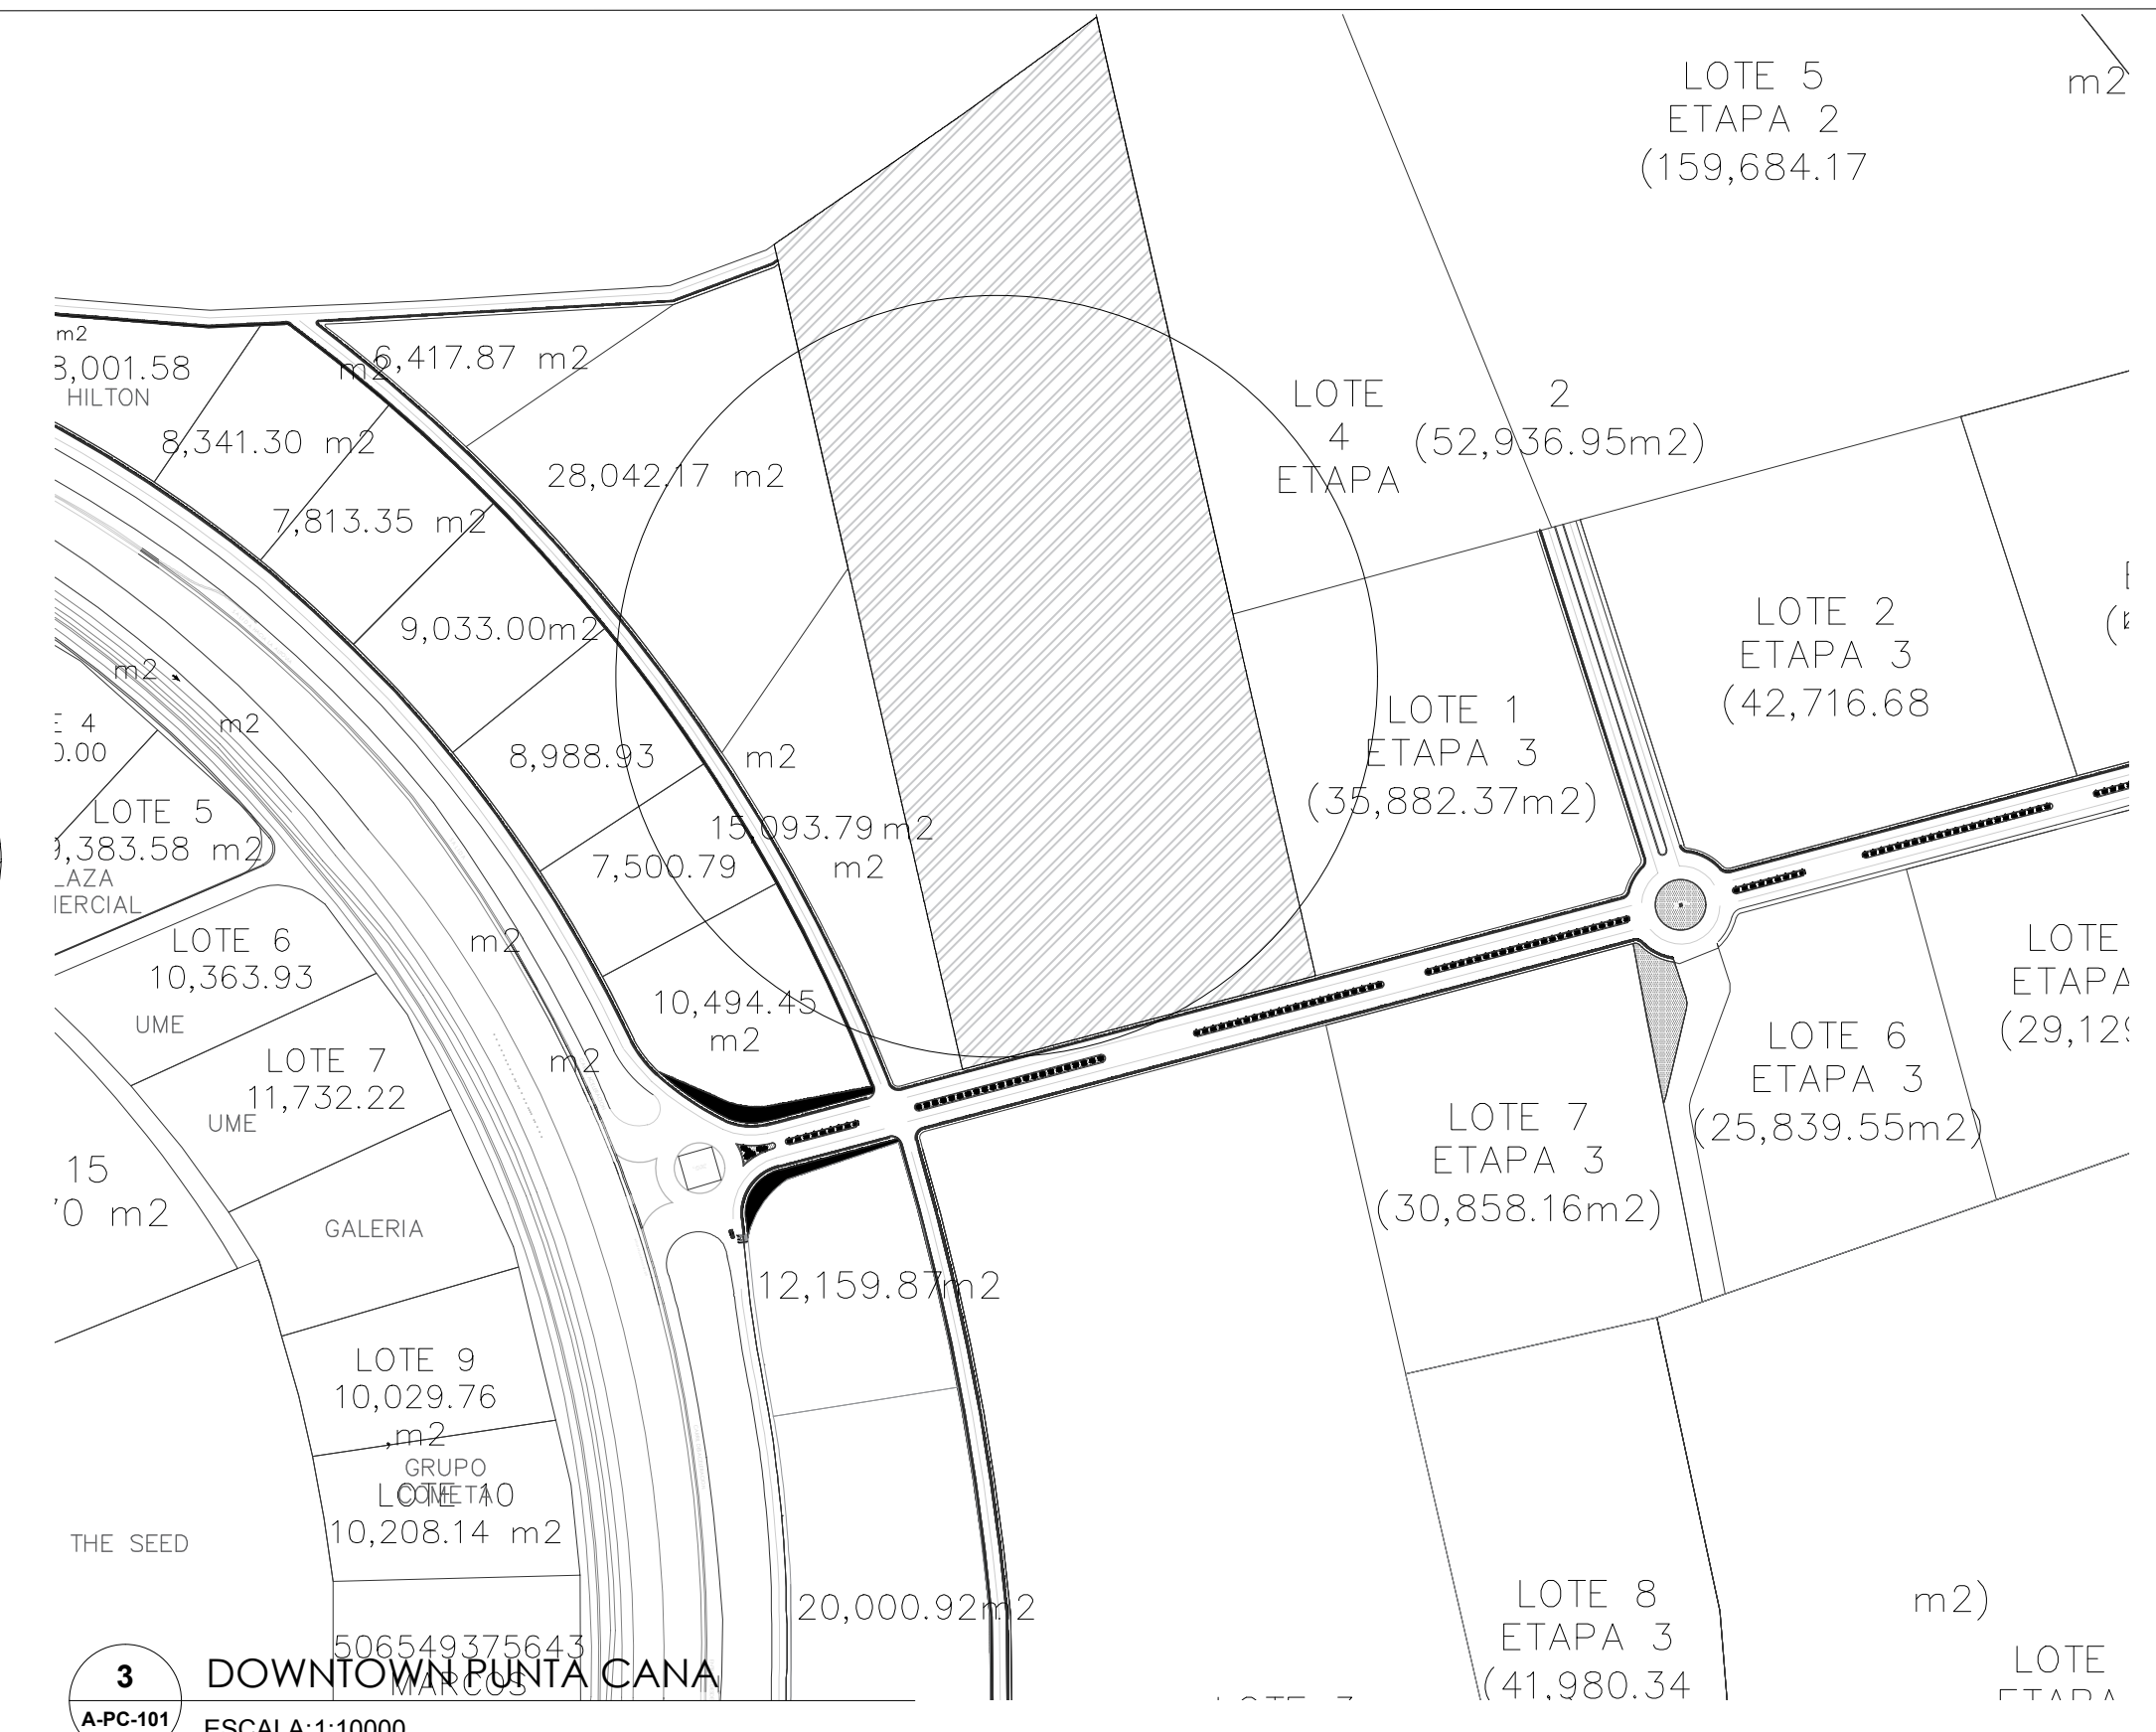 LOTE 5
ETAPA 2
(159,684.17
m2
m2
3,001.58
HILTON
m2
6,417.87 m2
8,341.30 m2
28,042.17 m2
7,813.35 m2
9,033.00m2
LOTE
4
ETAPA
2
(52,936.95m2)
LOTE 2
ETAPA 3
(42,716.68
m2
m2
E 4
0.00
8,988.93
m2
LOTE 1
ETAPA 3
(35,882.37m2)
LOTE 5
9,383.58 m2
LAZA
MERCIAL
15,093.79 m2
m2
7,500.79
LOTE 6
10,363.93
UME
m2
10,494.45
m2
LOTE
ETAPA
(29,129
LOTE 7
11,732.22
UME
m2
LOTE 6
ETAPA 3
(25,839.55m2)
LOTE 7
ETAPA 3
(30,858.16m2)
15
70 m2
GALERIA
12,159.87m2
LOTE 9
10,029.76
,m2
GRUPO
COMETA
LOTE 10
10,208.14 m2
THE SEED
20,000.92m2
LOTE 8
ETAPA 3
(41,980.34
m2)
LOTE
ETAPA
506549375643
MARCOS
3
A-PC-101
DOWNTOWN PUNTA CANA
ESCALA:1:10000